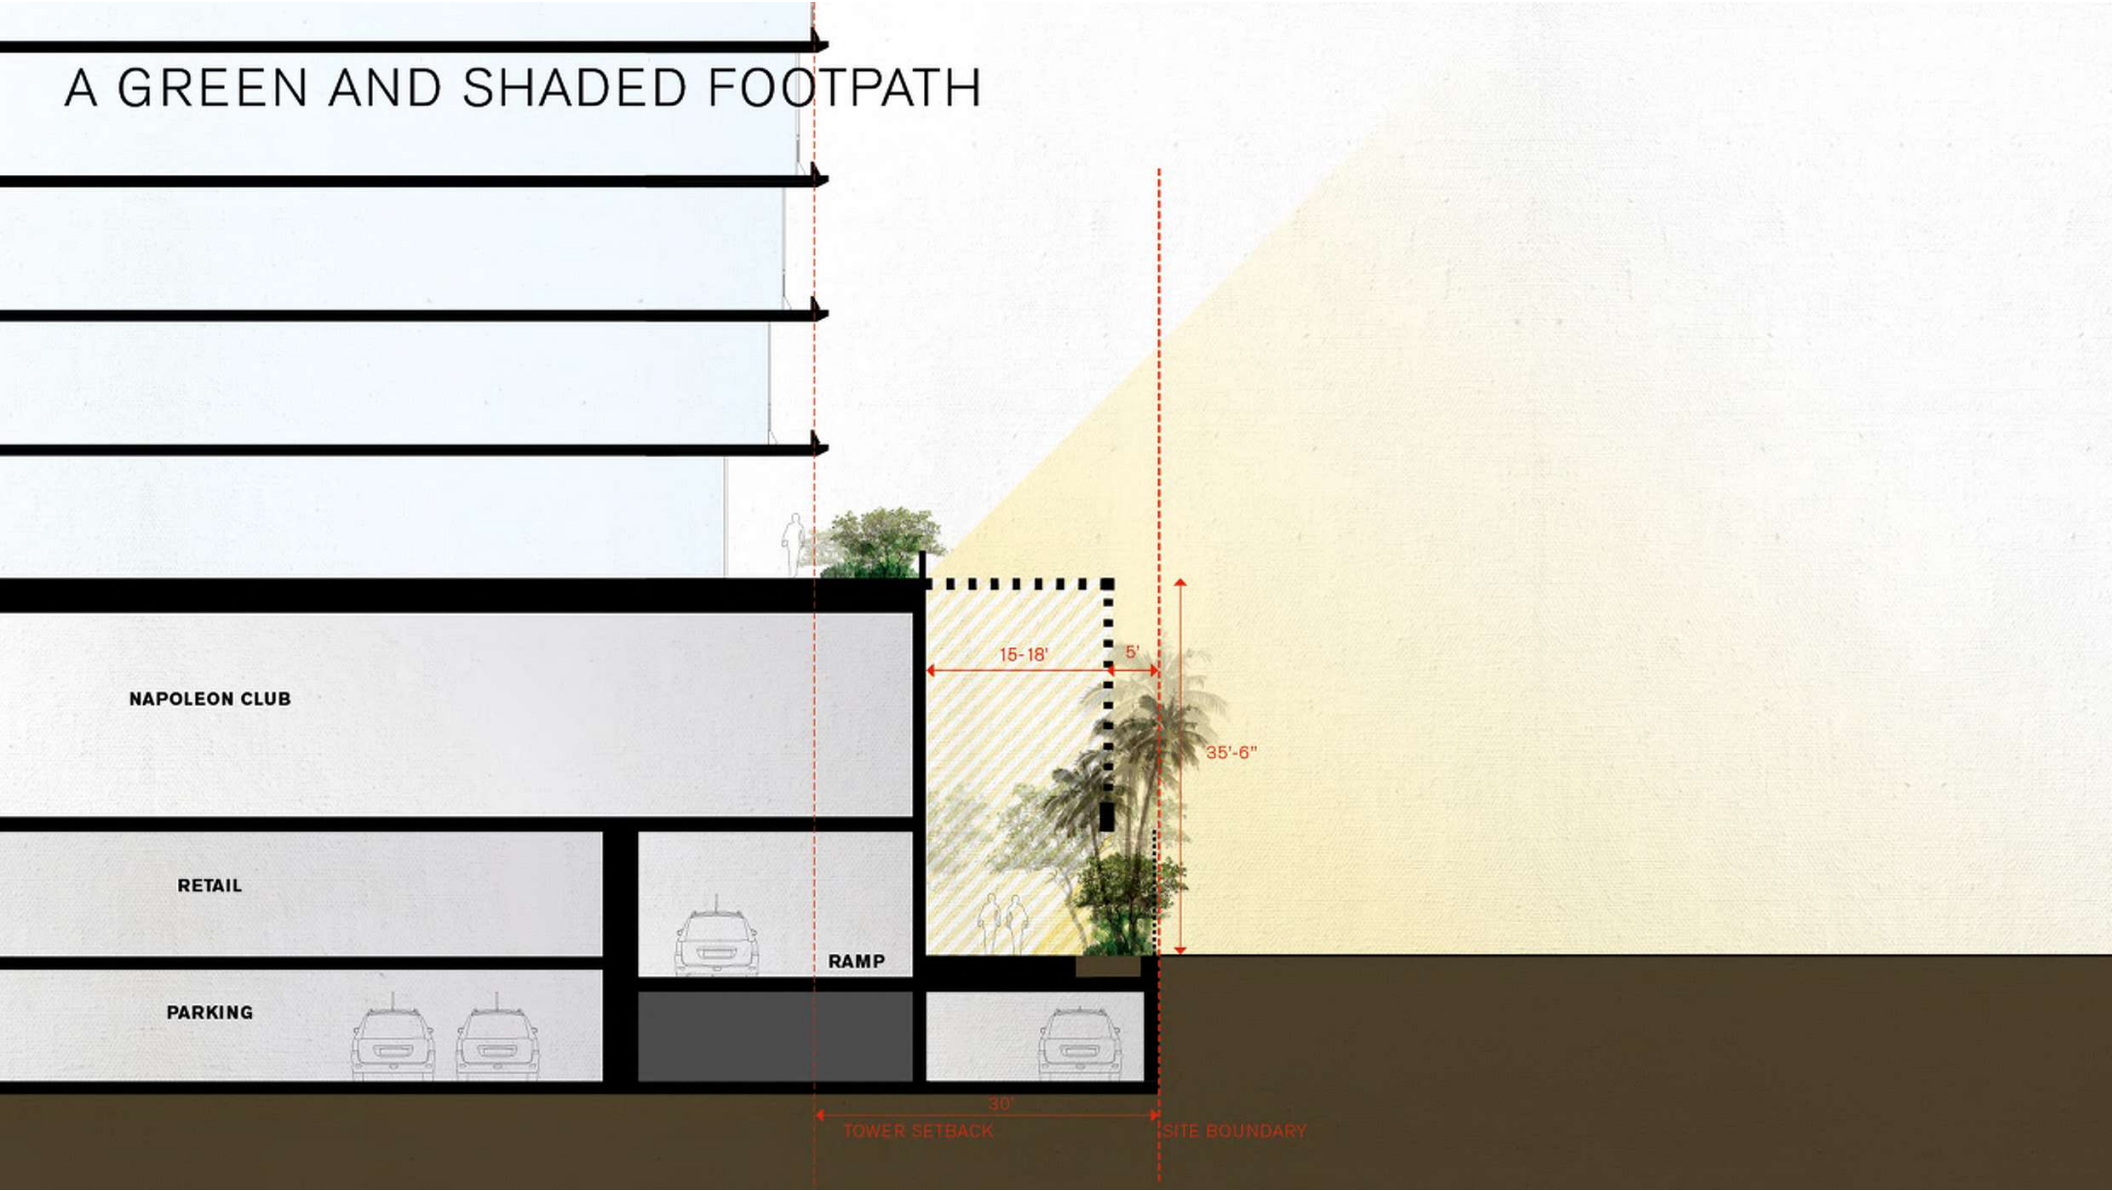 A GREEN AND SHADED FOOTPATH
15-18'
5'
NAPOLEON CLUB
35'-6"
RETAIL
RAMP
PARKING
30'
TOWER SETBACK
SITE BOUNDARY